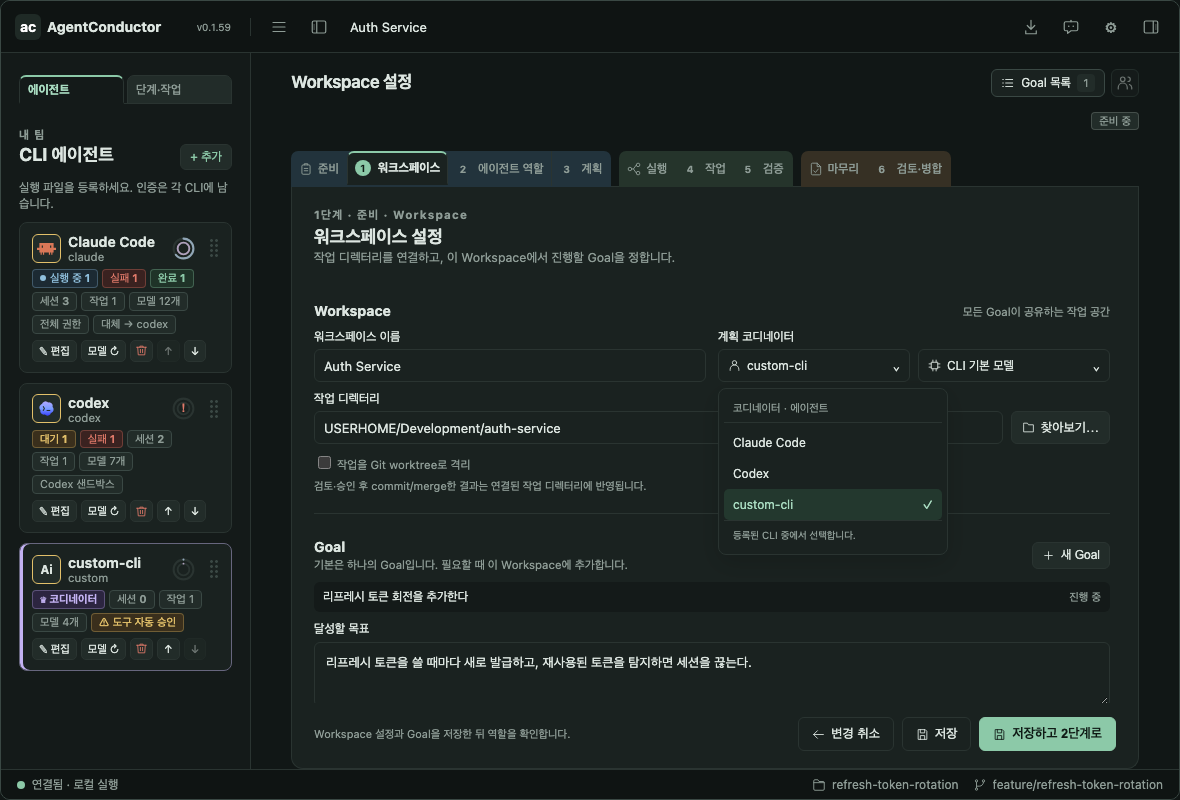 ac AgentConductor v0.1.59 Auth Service
에이전트 단계·작업
내 팀
CLI 에이전트 + 추가
실행 파일을 등록하세요. 인증은 각 CLI에 남
습니다.
Claude Code
claude
실행 중 1 실패 1 완료 1
세션 3 작업 1 모델 12개
전체 권한 대체 → codex
✎ 편집 모델 ↻ ↑ ↓
codex
codex
대기 1 실패 1 세션 2
작업 1 모델 7개
Codex 샌드박스
✎ 편집 모델 ↻ ↑ ↓
Ai custom-cli
custom
♛ 코디네이터 세션 0 작업 1
모델 4개 ⚠ 도구 자동 승인
✎ 편집 모델 ↻ ↑ ↓
Workspace 설정
Goal 목록 1
준비 중
준비 1 워크스페이스 2 에이전트 역할 3 계획 실행 4 작업 5 검증 마무리 6 검토·병합
1단계 · 준비 · Workspace
워크스페이스 설정
작업 디렉터리를 연결하고, 이 Workspace에서 진행할 Goal을 정합니다.
Workspace 모든 Goal이 공유하는 작업 공간
워크스페이스 이름 계획 코디네이터
Auth Service custom-cli CLI 기본 모델
작업 디렉터리
USERHOME/Development/auth-service 찾아보기…
코디네이터 · 에이전트
Claude Code
Codex
custom-cli ✓
등록된 CLI 중에서 선택합니다.
작업을 Git worktree로 격리
검토·승인 후 commit/merge한 결과는 연결된 작업 디렉터리에 반영됩니다.
Goal
기본은 하나의 Goal입니다. 필요할 때 이 Workspace에 추가합니다.
+ 새 Goal
리프레시 토큰 회전을 추가한다 진행 중
달성할 목표
리프레시 토큰을 쓸 때마다 새로 발급하고, 재사용된 토큰을 탐지하면 세션을 끊는다.
Workspace 설정과 Goal을 저장한 뒤 역할을 확인합니다.
← 변경 취소 저장 저장하고 2단계로
연결됨 · 로컬 실행 refresh-token-rotation feature/refresh-token-rotation